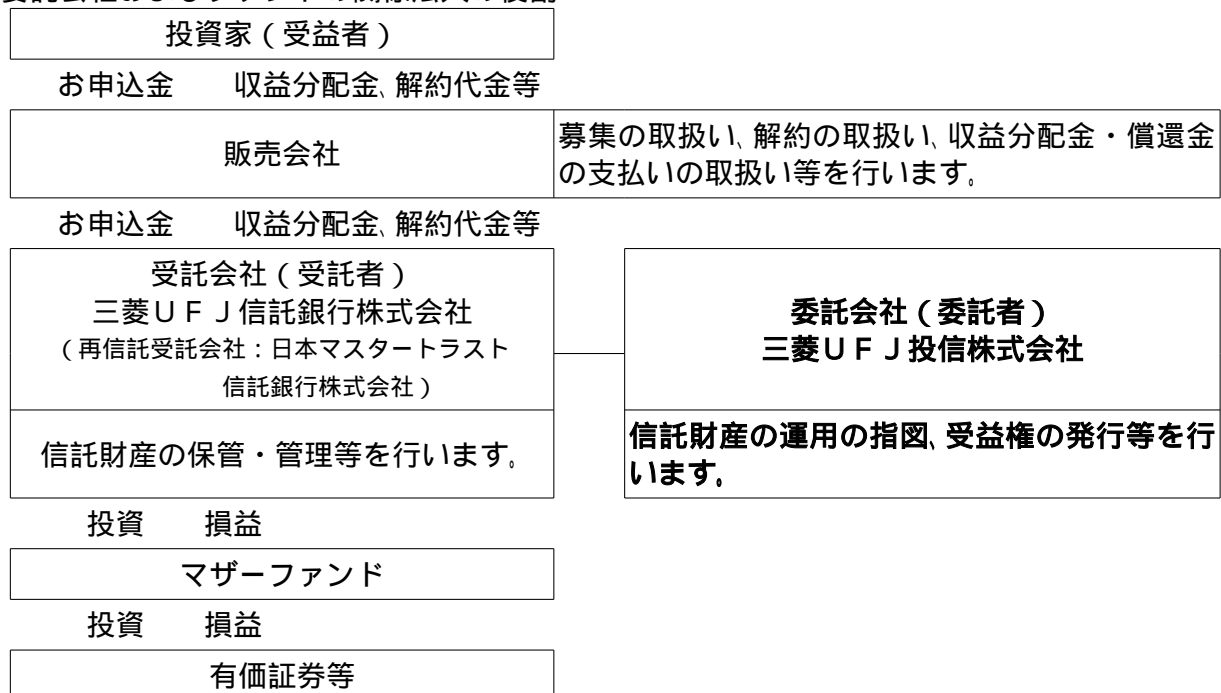 投資家(受益者)
お申込金　　収益分配金、解約代金等
販売会社
募集の取扱い、解約の取扱い、収益分配金・償還金
の支払いの取扱い等を行います。
お申込金　　収益分配金、解約代金等
受託会社(受託者)
三菱UFJ信託銀行株式会社
(再信託受託会社:日本マスタートラスト
信託銀行株式会社)
委託会社(委託者)
三菱UFJ投信株式会社
信託財産の保管・管理等を行います。
信託財産の運用の指図、受益権の発行等を行
います。
投資　　損益
マザーファンド
投資　　損益
有価証券等